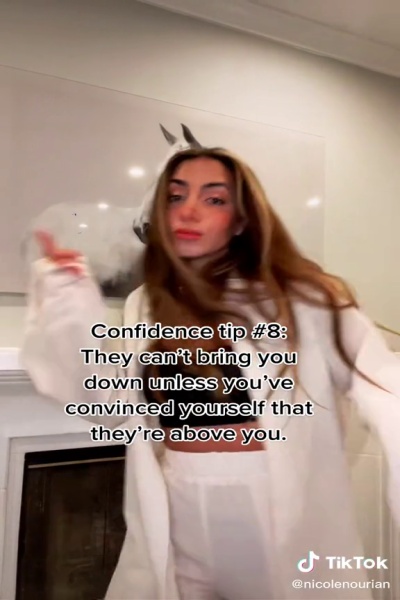 Confidence tip #8:
They can't bring you
down unless you've
convinced yourself that
they're above you.
TikTok
@nicolenourian